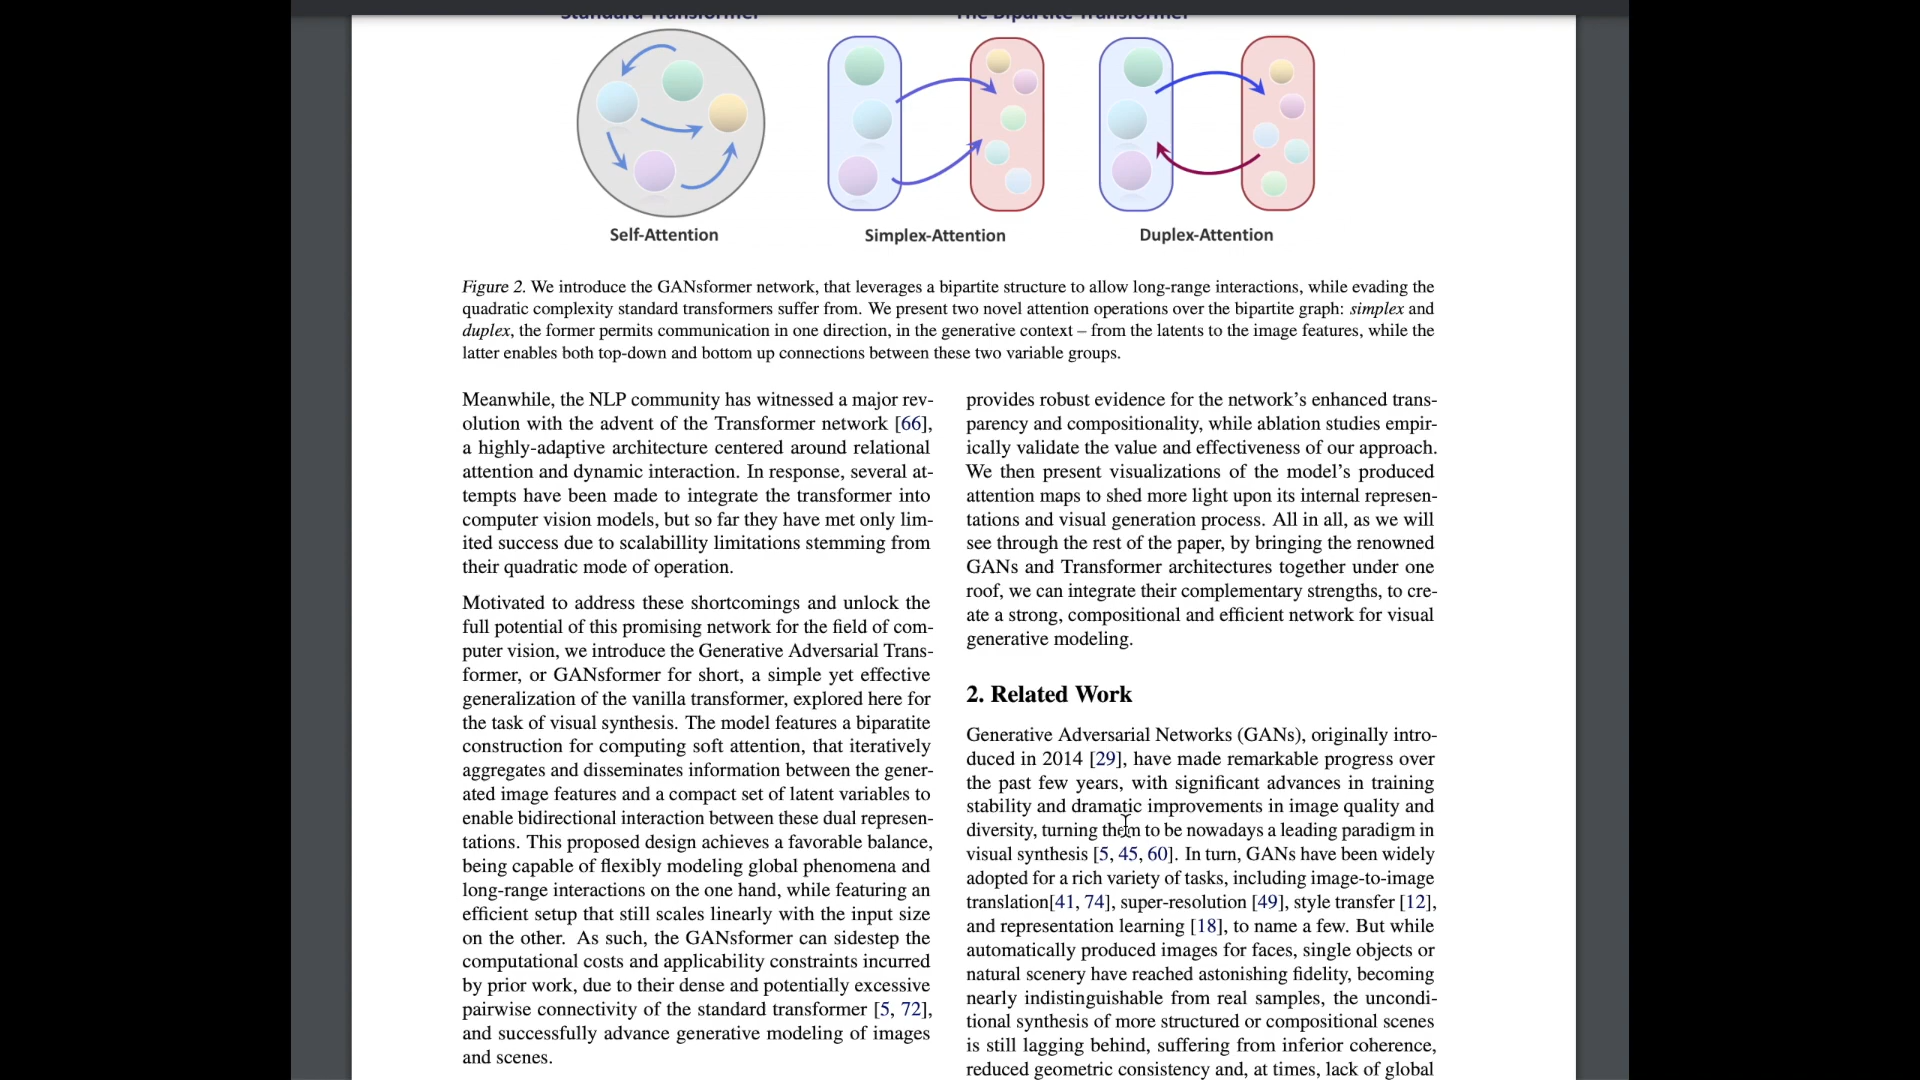 Standard Transformer
The Bipartite Transformer
Self-Attention
Simplex-Attention
Duplex-Attention
Figure 2. We introduce the GANsformer network, that leverages a bipartite structure to allow long-range interactions, while evading the
quadratic complexity standard transformers suffer from. We present two novel attention operations over the bipartite graph: simplex and
duplex, the former permits communication in one direction, in the generative context – from the latents to the image features, while the
latter enables both top-down and bottom up connections between these two variable groups.
Meanwhile, the NLP community has witnessed a major rev-
olution with the advent of the Transformer network [66],
a highly-adaptive architecture centered around relational
attention and dynamic interaction. In response, several at-
tempts have been made to integrate the transformer into
computer vision models, but so far they have met only lim-
ited success due to scalabillity limitations stemming from
their quadratic mode of operation.
Motivated to address these shortcomings and unlock the
full potential of this promising network for the field of com-
puter vision, we introduce the Generative Adversarial Trans-
former, or GANsformer for short, a simple yet effective
generalization of the vanilla transformer, explored here for
the task of visual synthesis. The model features a biparatite
construction for computing soft attention, that iteratively
aggregates and disseminates information between the gener-
ated image features and a compact set of latent variables to
enable bidirectional interaction between these dual represen-
tations. This proposed design achieves a favorable balance,
being capable of flexibly modeling global phenomena and
long-range interactions on the one hand, while featuring an
efficient setup that still scales linearly with the input size
on the other. As such, the GANsformer can sidestep the
computational costs and applicability constraints incurred
by prior work, due to their dense and potentially excessive
pairwise connectivity of the standard transformer [5, 72],
and successfully advance generative modeling of images
and scenes.
provides robust evidence for the network's enhanced trans-
parency and compositionality, while ablation studies empir-
ically validate the value and effectiveness of our approach.
We then present visualizations of the model's produced
attention maps to shed more light upon its internal represen-
tations and visual generation process. All in all, as we will
see through the rest of the paper, by bringing the renowned
GANs and Transformer architectures together under one
roof, we can integrate their complementary strengths, to cre-
ate a strong, compositional and efficient network for visual
generative modeling.
2. Related Work
Generative Adversarial Networks (GANs), originally intro-
duced in 2014 [29], have made remarkable progress over
the past few years, with significant advances in training
stability and dramatic improvements in image quality and
diversity, turning them to be nowadays a leading paradigm in
visual synthesis [5, 45, 60]. In turn, GANs have been widely
adopted for a rich variety of tasks, including image-to-image
translation[41, 74], super-resolution [49], style transfer [12],
and representation learning [18], to name a few. But while
automatically produced images for faces, single objects or
natural scenery have reached astonishing fidelity, becoming
nearly indistinguishable from real samples, the uncondi-
tional synthesis of more structured or compositional scenes
is still lagging behind, suffering from inferior coherence,
reduced geometric consistency and, at times, lack of global